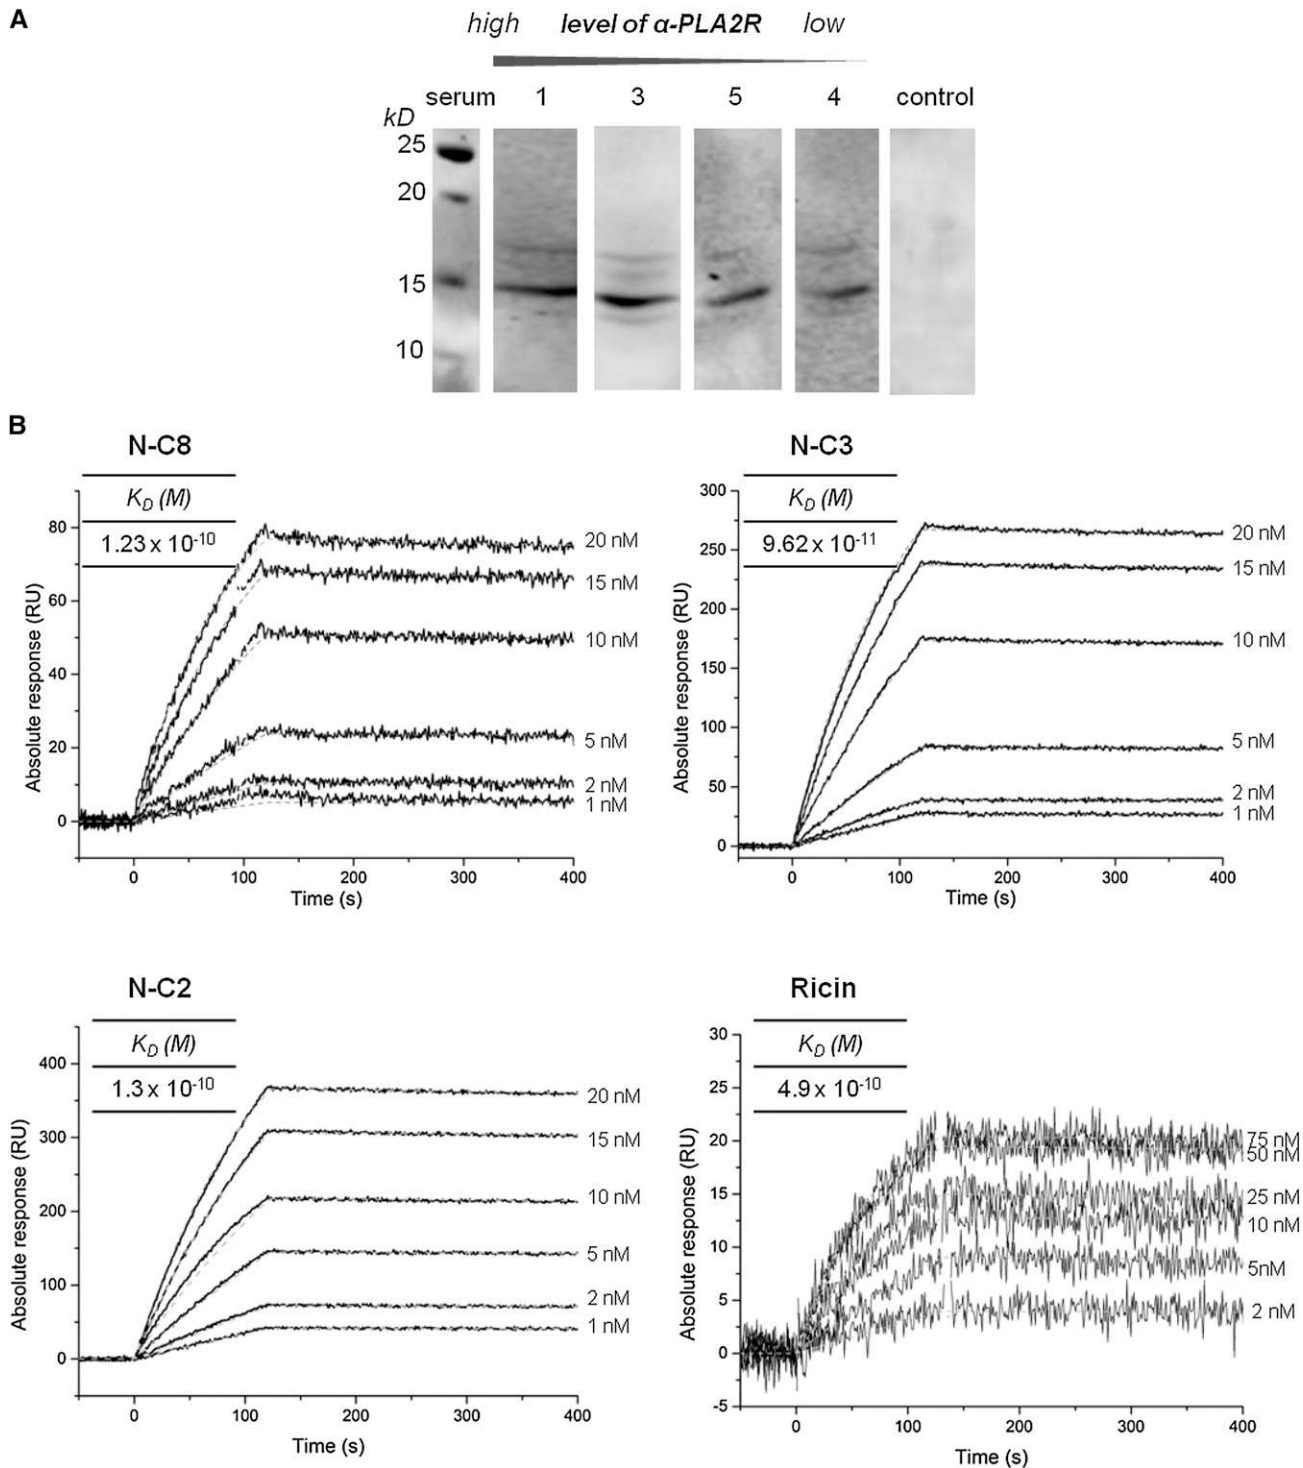 A
high level of α-PLA2R low
serum 1 3 5 4 control
kD
25
20
15
10
B
N-C8
K_D (M)
1.23 x 10^-10
80
60
40
20
0
Absolute response (RU)
20 nM
15 nM
10 nM
5 nM
2 nM
1 nM
0 100 200 300 400
Time (s)
N-C3
K_D (M)
9.62 x 10^-11
300
250
200
150
100
50
0
Absolute response (RU)
20 nM
15 nM
10 nM
5 nM
2 nM
1 nM
0 100 200 300 400
Time (s)
N-C2
K_D (M)
1.3 x 10^-10
400
300
200
100
0
Absolute response (RU)
20 nM
15 nM
10 nM
5 nM
2 nM
1 nM
0 100 200 300 400
Time (s)
Ricin
K_D (M)
4.9 x 10^-10
30
25
20
15
10
5
0
-5
Absolute response (RU)
75 nM
50 nM
25 nM
10 nM
5nM
2 nM
0 100 200 300 400
Time (s)